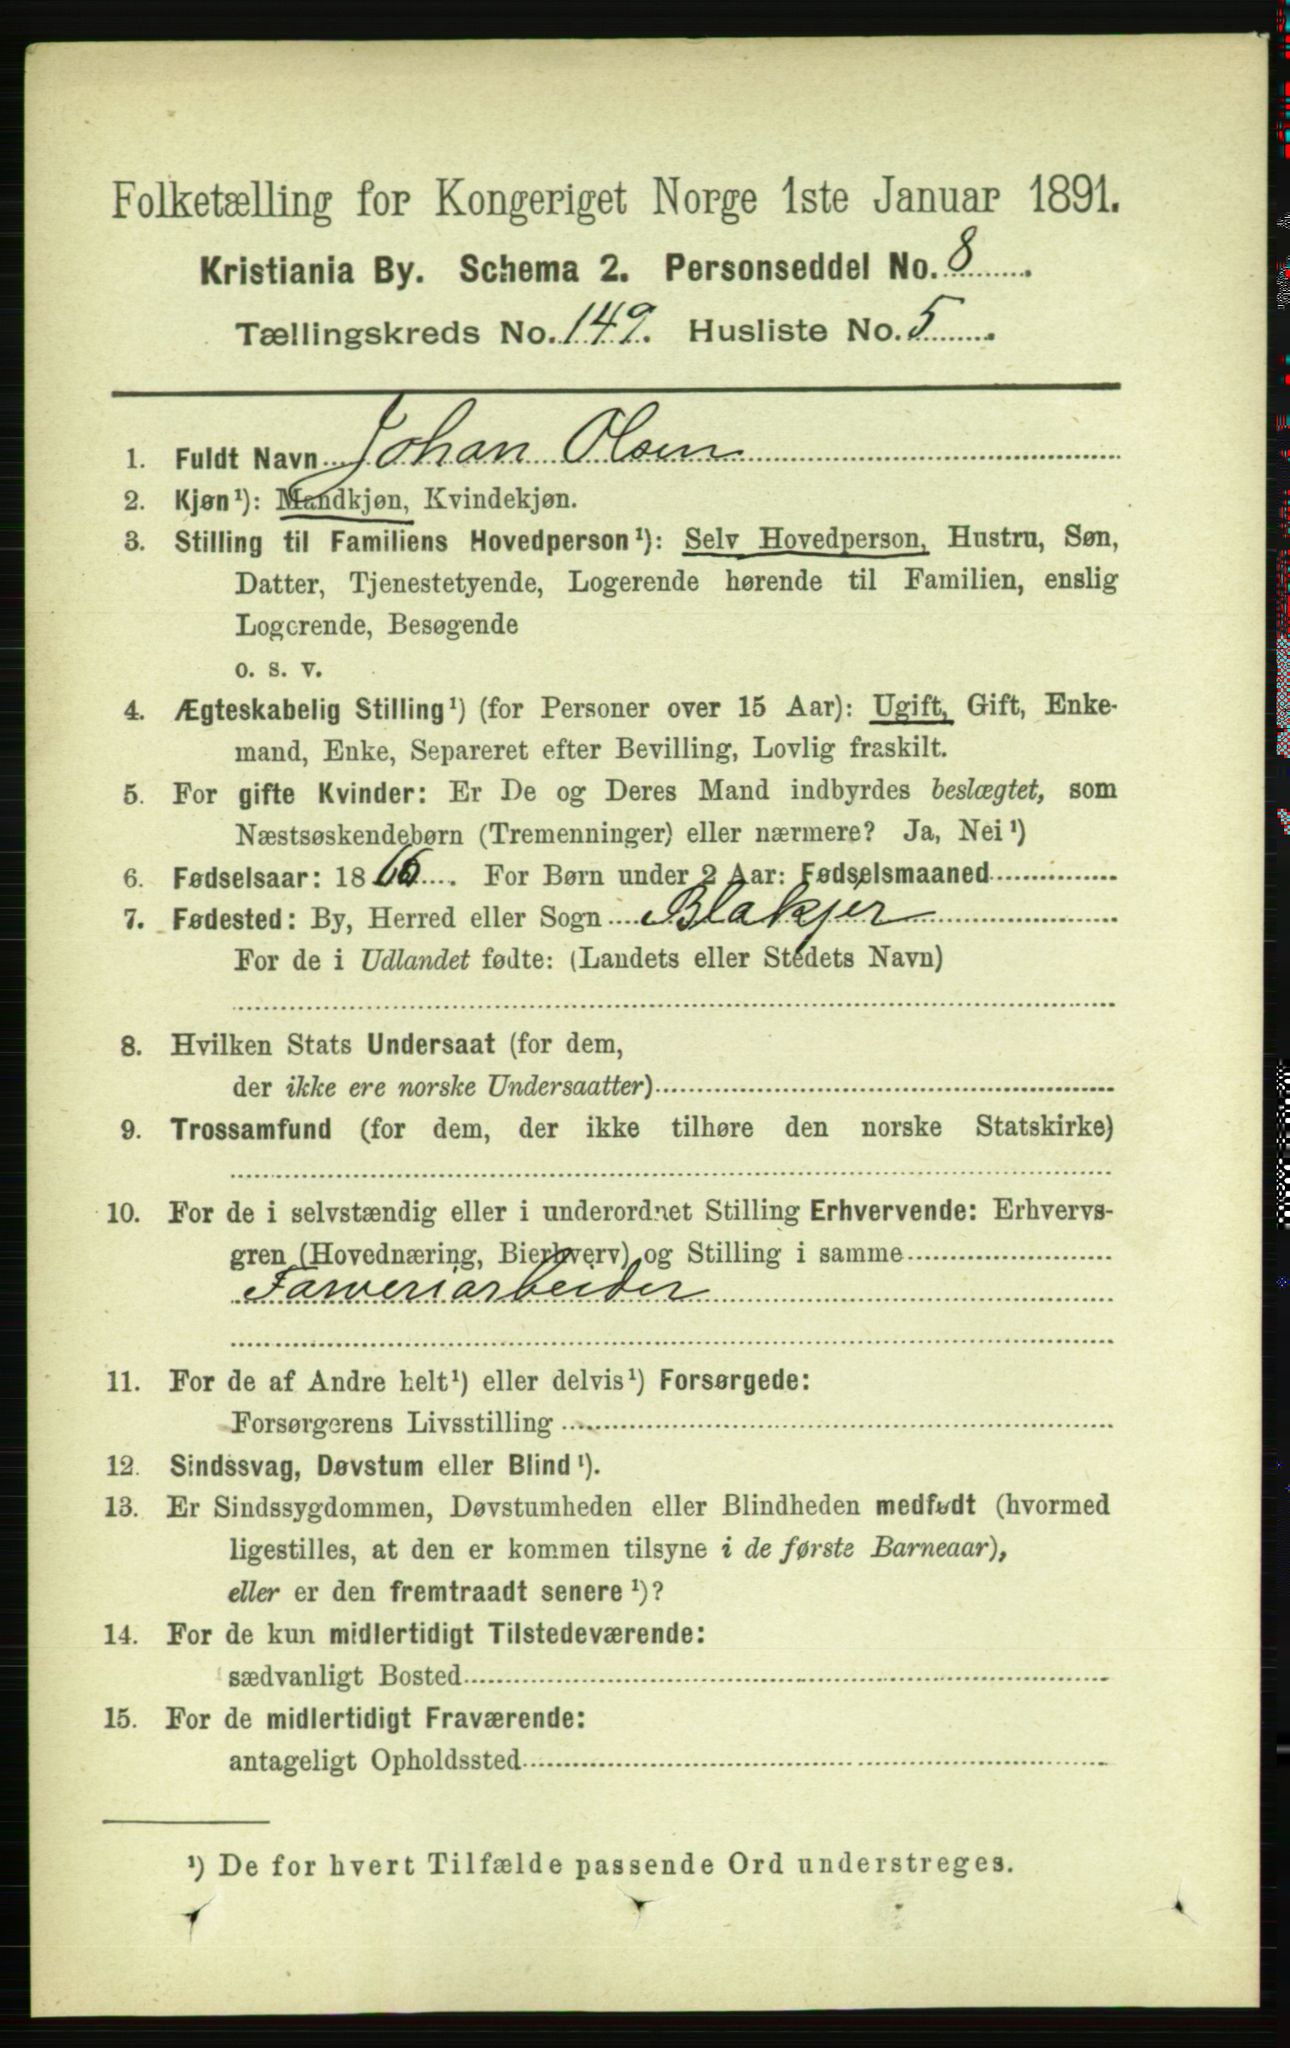 Folketælling for Kongeriget Norge 1ste Januar 1891.
Kristiania By. Schema 2. Personseddel No. 8
Tællingskreds No. 149. Husliste No. 5
1. Fuldt Navn Johan Olsen
2. Kjøn¹): Mandkjøn, Kvindekjøn.
3. Stilling til Familiens Hovedperson¹): Selv Hovedperson, Hustru, Søn,
Datter, Tjenestetyende, Logerende hørende til Familien, enslig
Logerende, Besøgende
o. s. v.
4. Ægteskabelig Stilling¹) (for Personer over 15 Aar): Ugift, Gift, Enke-
mand, Enke, Separeret efter Bevilling, Lovlig fraskilt.
5. For gifte Kvinder: Er De og Deres Mand indbyrdes beslægtet, som
Næstsøskendebørn (Tremenninger) eller nærmere? Ja, Nei¹)
6. Fødselsaar: 1866. For Børn under 2 Aar: Fødselsmaaned
7. Fødested: By, Herred eller Sogn Blakjer
For de i Udlandet fødte: (Landets eller Stedets Navn)
8. Hvilken Stats Undersaat (for dem,
der ikke ere norske Undersaatter)
9. Trossamfund (for dem, der ikke tilhøre den norske Statskirke)
10. For de i selvstændig eller i underordnet Stilling Erhvervende: Erhvervs-
gren (Hovednæring, Bierhverv) og Stilling i samme
Farveriarbeider
11. For de af Andre helt¹) eller delvis¹) Forsørgede:
Forsørgerens Livsstilling
12. Sindssvag, Døvstum eller Blind¹).
13. Er Sindssygdommen, Døvstumheden eller Blindheden medfødt (hvormed
ligestilles, at den er kommen tilsyne i de første Barneaar),
eller er den fremtraadt senere¹)?
14. For de kun midlertidigt Tilstedeværende:
sædvanligt Bosted
15. For de midlertidigt Fraværende:
antageligt Opholdssted
¹) De for hvert Tilfælde passende Ord understreges.